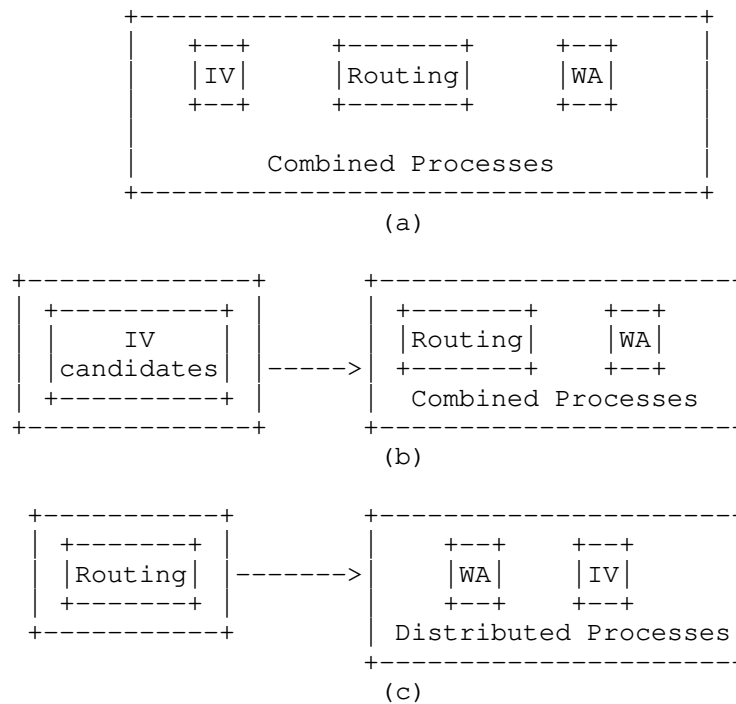 IV Routing WA
Combined Processes
(a)
IV Routing WA
candidates
Combined Processes
(b)
Routing WA IV
Distributed Processes
(c)